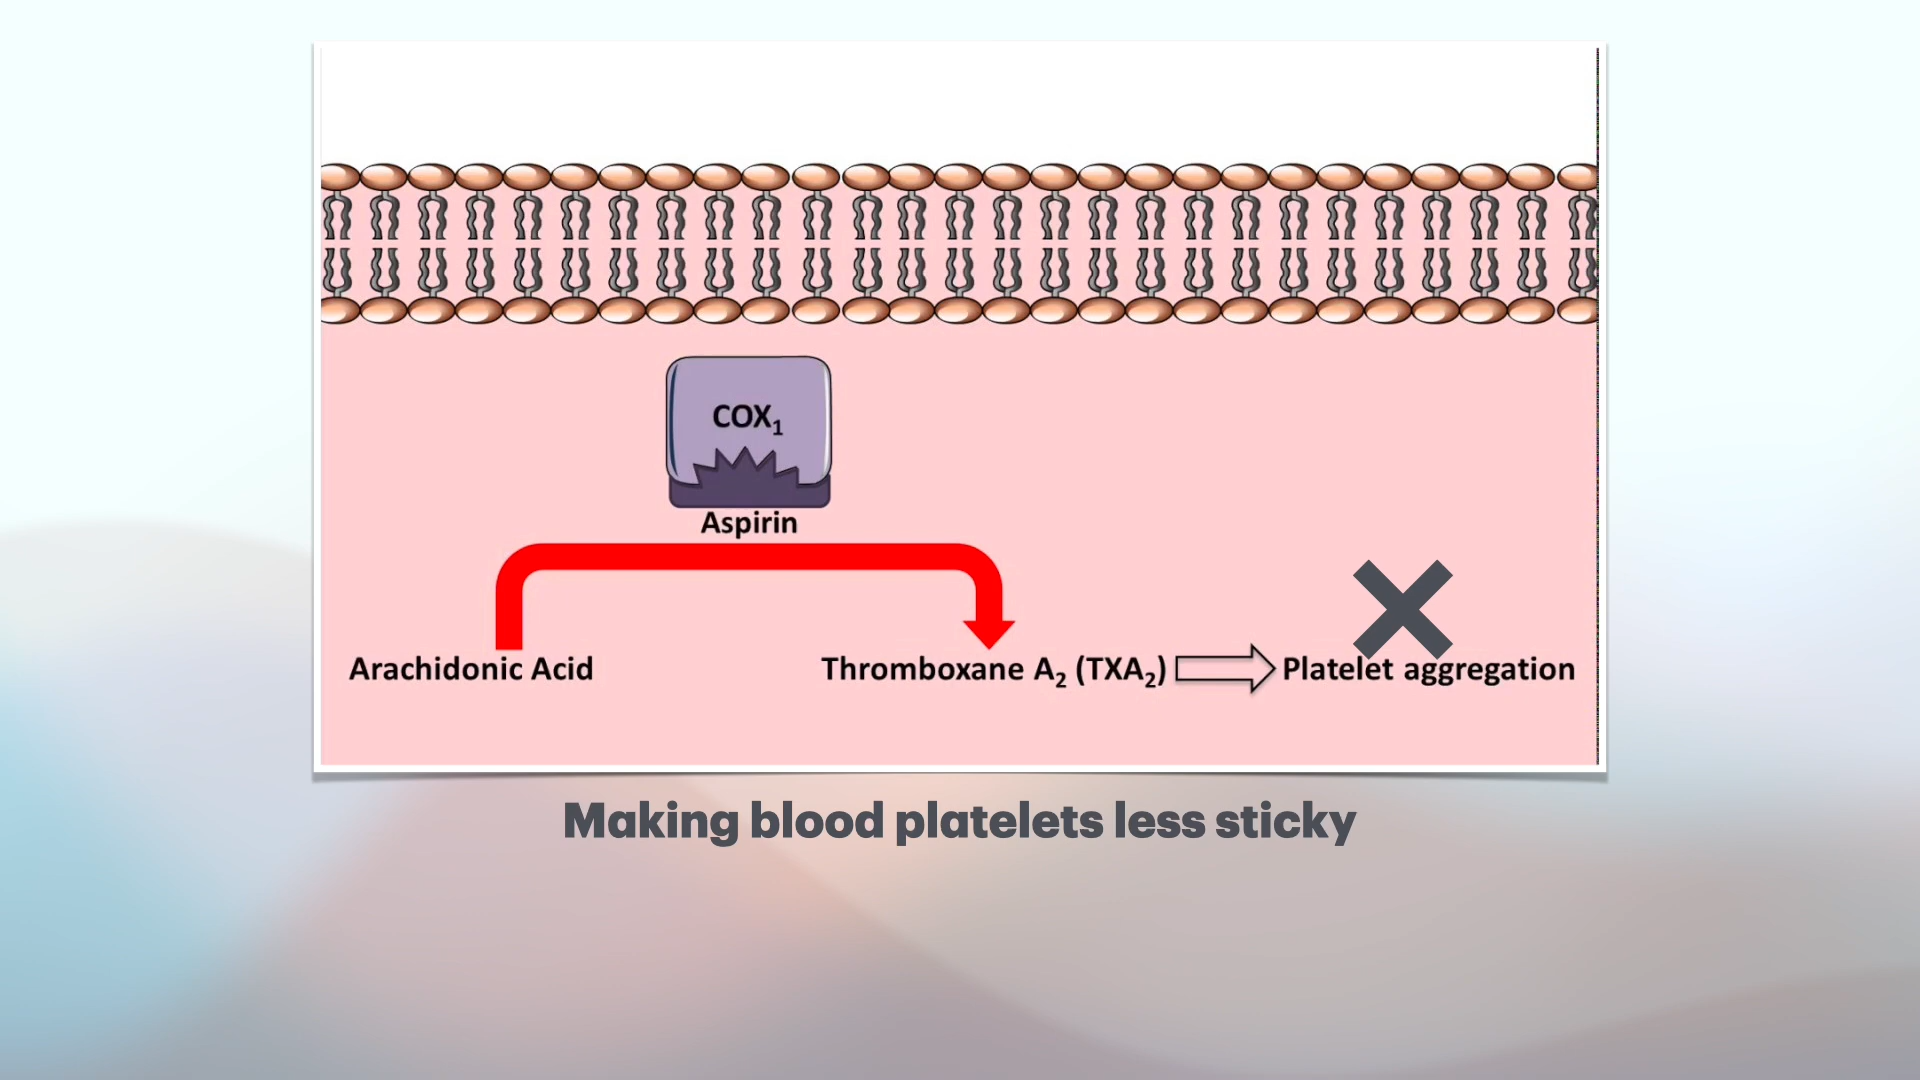 COX₁
Aspirin
Arachidonic Acid
Thromboxane A₂ (TXA₂)
Platelet aggregation
Making blood platelets less sticky